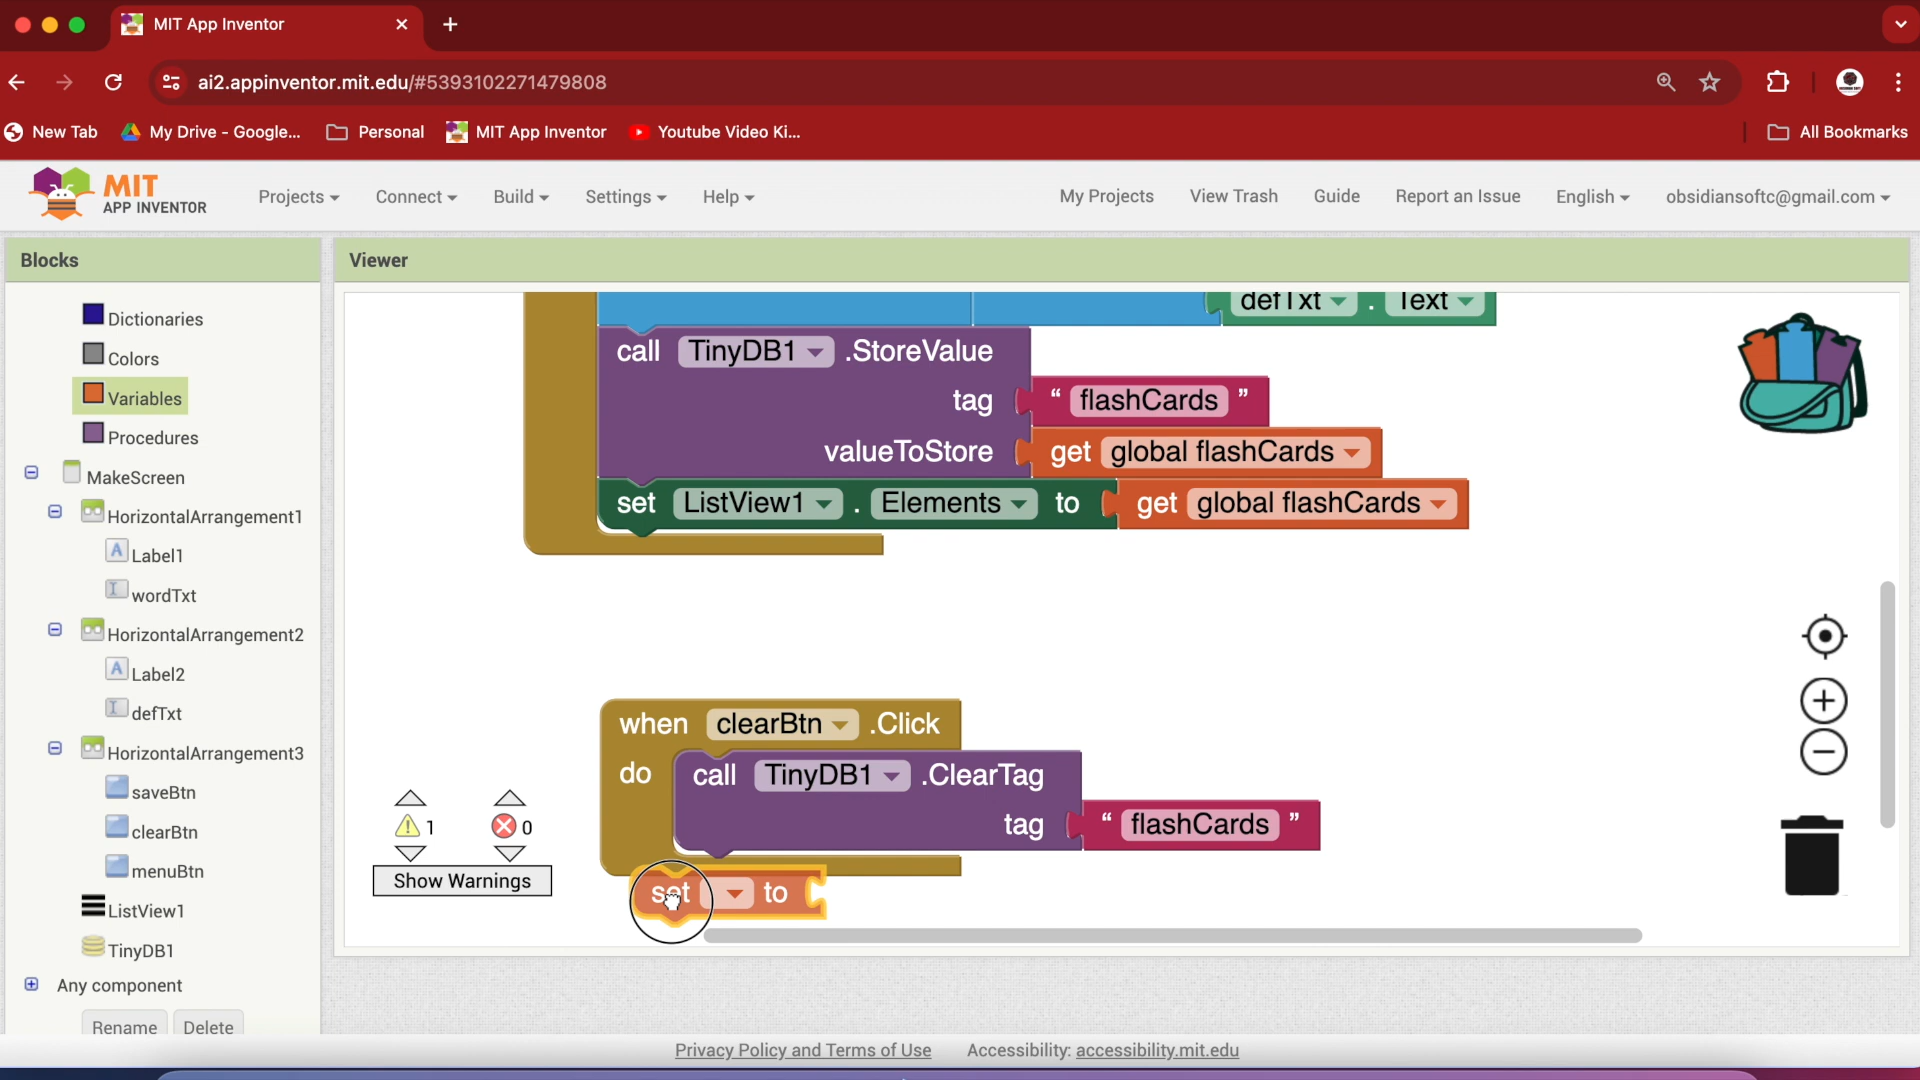 MIT App Inventor
ai2.appinventor.mit.edu/#5393102271479808
New Tab My Drive - Google... Personal MIT App Inventor Youtube Video Ki... All Bookmarks
MIT
APP INVENTOR
Projects Connect Build Settings Help My Projects View Trash Guide Report an Issue English obsidiansoftc@gmail.com
Blocks
Viewer
Dictionaries
Colors
Variables
Procedures
MakeScreen
HorizontalArrangement1
Label1
wordTxt
HorizontalArrangement2
Label2
defTxt
HorizontalArrangement3
saveBtn
clearBtn
menuBtn
ListView1
TinyDB1
Any component
Rename Delete
defTxt . Text
call TinyDB1 .StoreValue
tag " flashCards "
valueToStore get global flashCards
set ListView1 . Elements to get global flashCards
when clearBtn .Click
do call TinyDB1 .ClearTag
tag " flashCards "
set to
1 0
Show Warnings
Privacy Policy and Terms of Use Accessibility: accessibility.mit.edu